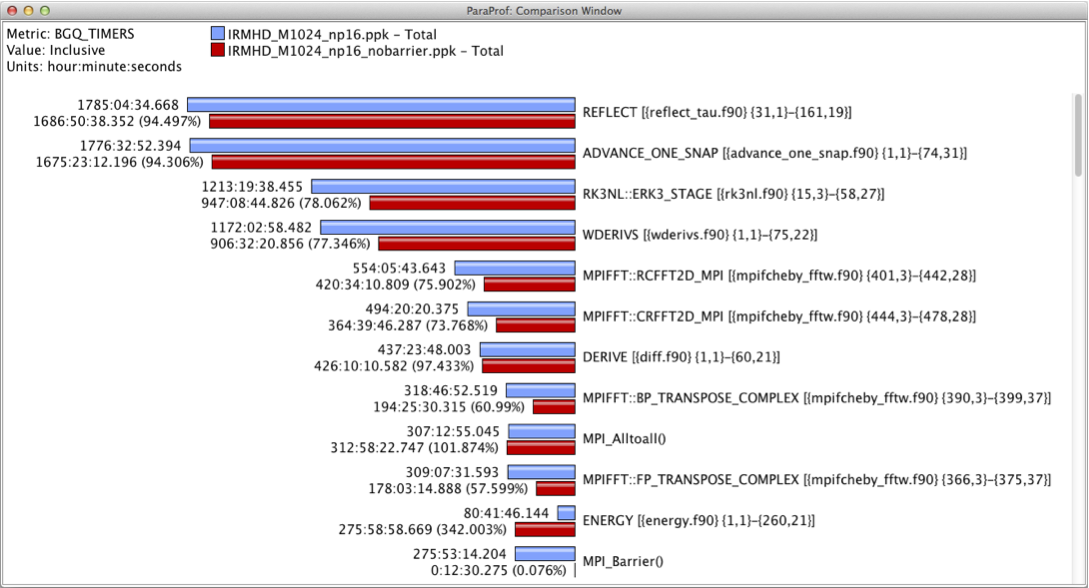 ParaProf: Comparison Window
Metric: BGQ_TIMERS
Value: Inclusive
Units: hour:minute:seconds
IRMHD_M1024_np16.ppk – Total
IRMHD_M1024_np16_nobarrier.ppk – Total
1785:04:34.668
1686:50:38.352 (94.497%)
REFLECT [{reflect_tau.f90} {31,1}–{161,19}]
1776:32:52.394
1675:23:12.196 (94.306%)
ADVANCE_ONE_SNAP [{advance_one_snap.f90} {1,1}–{74,31}]
1213:19:38.455
947:08:44.826 (78.062%)
RK3NL::ERK3_STAGE [{rk3nl.f90} {15,3}–{58,27}]
1172:02:58.482
906:32:20.856 (77.346%)
WDERIVS [{wderivs.f90} {1,1}–{75,22}]
554:05:43.643
420:34:10.809 (75.902%)
MPIFFT::RCFFT2D_MPI [{mpifcheby_fftw.f90} {401,3}–{442,28}]
494:20:20.375
364:39:46.287 (73.768%)
MPIFFT::CRFFT2D_MPI [{mpifcheby_fftw.f90} {444,3}–{478,28}]
437:23:48.003
426:10:10.582 (97.433%)
DERIVE [{diff.f90} {1,1}–{60,21}]
318:46:52.519
194:25:30.315 (60.99%)
MPIFFT::BP_TRANSPOSE_COMPLEX [{mpifcheby_fftw.f90} {390,3}–{399,37}]
307:12:55.045
312:58:22.747 (101.874%)
MPI_Alltoall()
309:07:31.593
178:03:14.888 (57.599%)
MPIFFT::FP_TRANSPOSE_COMPLEX [{mpifcheby_fftw.f90} {366,3}–{375,37}]
80:41:46.144
275:58:58.669 (342.003%)
ENERGY [{energy.f90} {1,1}–{260,21}]
275:53:14.204
0:12:30.275 (0.076%)
MPI_Barrier()